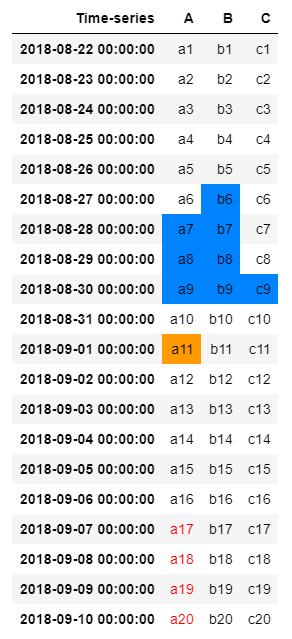 Time-series A B C
2018-08-22 00:00:00 a1 b1 c1
2018-08-23 00:00:00 a2 b2 c2
2018-08-24 00:00:00 a3 b3 c3
2018-08-25 00:00:00 a4 b4 c4
2018-08-26 00:00:00 a5 b5 c5
2018-08-27 00:00:00 a6 b6 c6
2018-08-28 00:00:00 a7 b7 c7
2018-08-29 00:00:00 a8 b8 c8
2018-08-30 00:00:00 a9 b9 c9
2018-08-31 00:00:00 a10 b10 c10
2018-09-01 00:00:00 a11 b11 c11
2018-09-02 00:00:00 a12 b12 c12
2018-09-03 00:00:00 a13 b13 c13
2018-09-04 00:00:00 a14 b14 c14
2018-09-05 00:00:00 a15 b15 c15
2018-09-06 00:00:00 a16 b16 c16
2018-09-07 00:00:00 a17 b17 c17
2018-09-08 00:00:00 a18 b18 c18
2018-09-09 00:00:00 a19 b19 c19
2018-09-10 00:00:00 a20 b20 c20